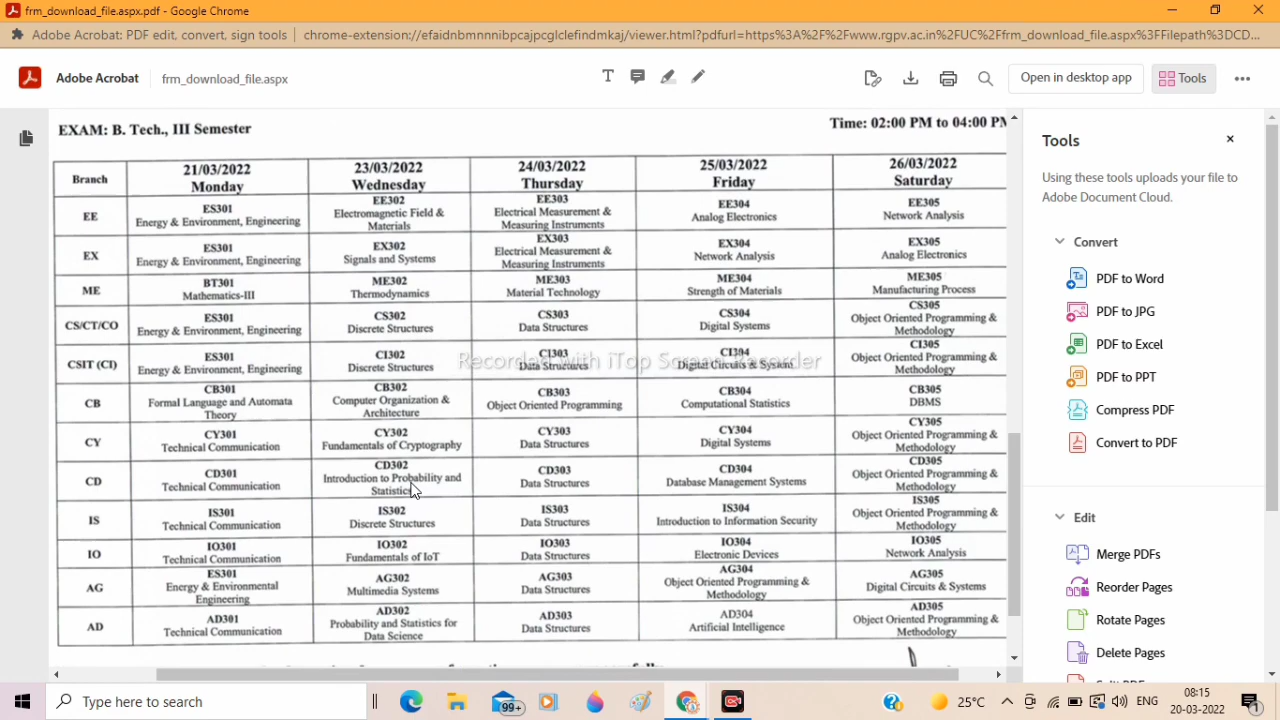 frm_download_file.aspx.pdf - Google Chrome
Adobe Acrobat: PDF edit, convert, sign tools | chrome-extension://efaidnbmnnnibpcajpcglclefindmkaj/viewer.html?pdfurl=https%3A%2F%2Fwww.rgpv.ac.in%2FUC%2Ffrm_download_file.aspx%3FFilepath%3DCD...
Adobe Acrobat frm_download_file.aspx Open in desktop app Tools
EXAM: B. Tech., III Semester Time: 02:00 PM to 04:00 PM
Branch 21/03/2022 Monday 23/03/2022 Wednesday 24/03/2022 Thursday 25/03/2022 Friday 26/03/2022 Saturday
EE ES301 Energy & Environment, Engineering EE302 Electromagnetic Field & Materials EE303 Electrical Measurement & Measuring Instruments EE304 Analog Electronics EE305 Network Analysis
EX ES301 Energy & Environment, Engineering EX302 Signals and Systems EX303 Electrical Measurement & Measuring Instruments EX304 Network Analysis EX305 Analog Electronics
ME BT301 Mathematics-III ME302 Thermodynamics ME303 Material Technology ME304 Strength of Materials ME305 Manufacturing Process
CS/CT/CO ES301 Energy & Environment, Engineering CS302 Discrete Structures CS303 Data Structures CS304 Digital Systems CS305 Object Oriented Programming & Methodology
Recorded with iTop Screen Recorder
CSIT (CI) ES301 Energy & Environment, Engineering CI302 Discrete Structures CI303 Data Structures CI304 Digital Circuits & System CI305 Object Oriented Programming & Methodology
CB CB301 Formal Language and Automata Theory CB302 Computer Organization & Architecture CB303 Object Oriented Programming CB304 Computational Statistics CB305 DBMS
CY CY301 Technical Communication CY302 Fundamentals of Cryptography CY303 Data Structures CY304 Digital Systems CY305 Object Oriented Programming & Methodology
CD CD301 Technical Communication CD302 Introduction to Probability and Statistics CD303 Data Structures CD304 Database Management Systems CD305 Object Oriented Programming & Methodology
IS IS301 Technical Communication IS302 Discrete Structures IS303 Data Structures IS304 Introduction to Information Security IS305 Object Oriented Programming & Methodology
IO IO301 Technical Communication IO302 Fundamentals of IoT IO303 Data Structures IO304 Electronic Devices IO305 Network Analysis
AG ES301 Energy & Environmental Engineering AG302 Multimedia Systems AG303 Data Structures AG304 Object Oriented Programming & Methodology AG305 Digital Circuits & Systems
AD AD301 Technical Communication AD302 Probability and Statistics for Data Science AD303 Data Structures AD304 Artificial Intelligence AD305 Object Oriented Programming & Methodology
Tools
Using these tools uploads your file to
Adobe Document Cloud.
Convert
PDF to Word
PDF to JPG
PDF to Excel
PDF to PPT
Compress PDF
Convert to PDF
Edit
Merge PDFs
Reorder Pages
Rotate Pages
Delete Pages
Type here to search 99+ 25°C ENG 08:15
20-03-2022 1